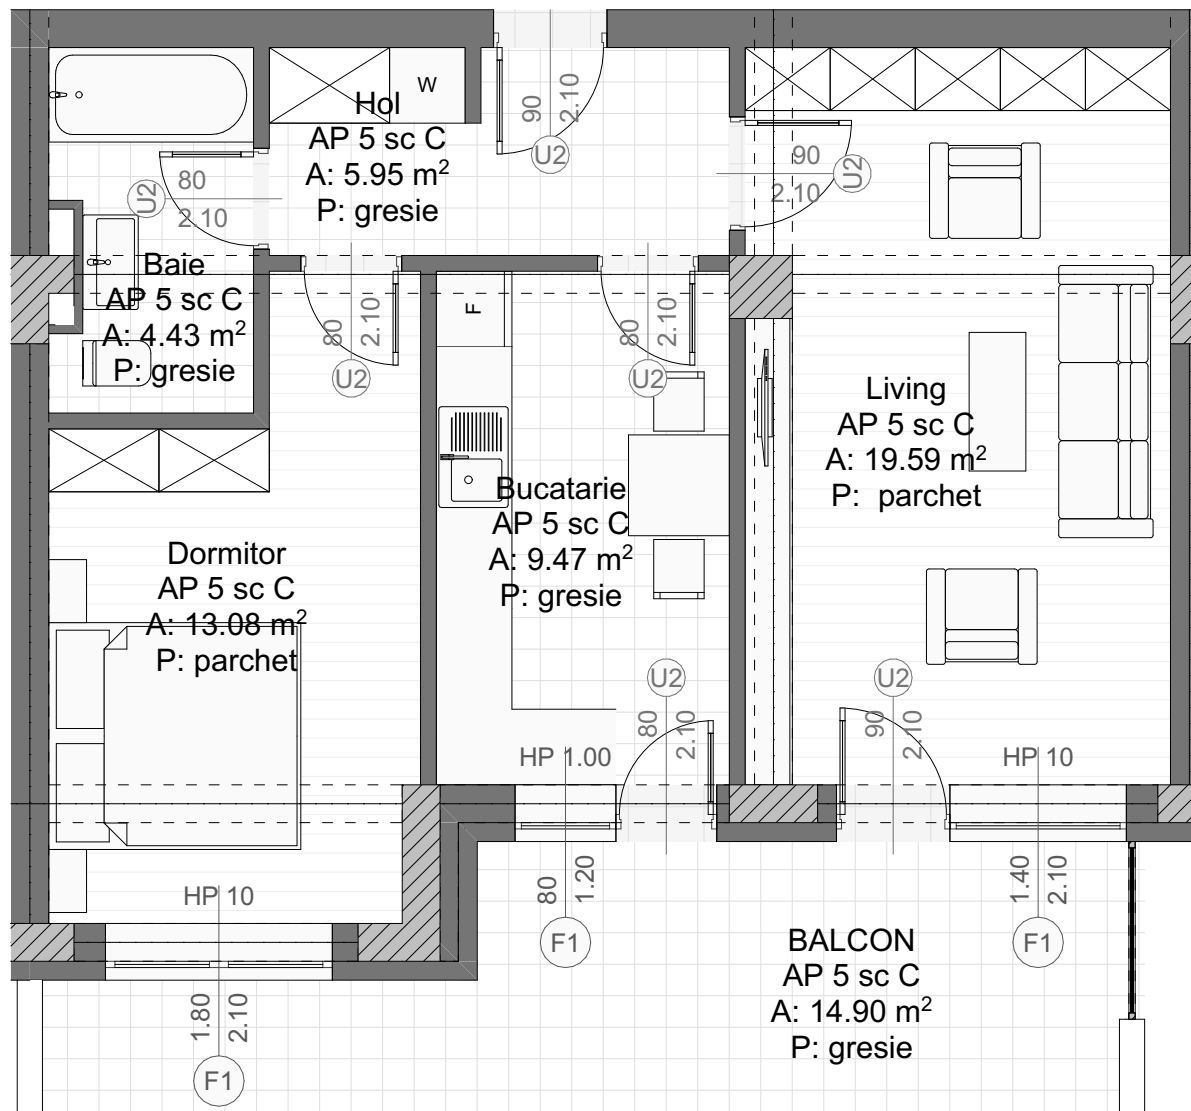 W
Hol
AP 5 sc C
A: 5.95 m²
P: gresie
90
2.10
U2
90
2.10
U2
80
2.10
U2
Baie
AP 5 sc C
A: 4.43 m²
P: gresie
80
2.10
U2
F
80
2.10
U2
Living
AP 5 sc C
A: 19.59 m²
P: parchet
Bucatarie
AP 5 sc C
A: 9.47 m²
P: gresie
Dormitor
AP 5 sc C
A: 13.08 m²
P: parchet
U2
80
2.10
U2
90
2.10
HP 1.00
HP 10
HP 10
80
1.20
F1
1.40
2.10
F1
BALCON
AP 5 sc C
A: 14.90 m²
P: gresie
1.80
2.10
F1